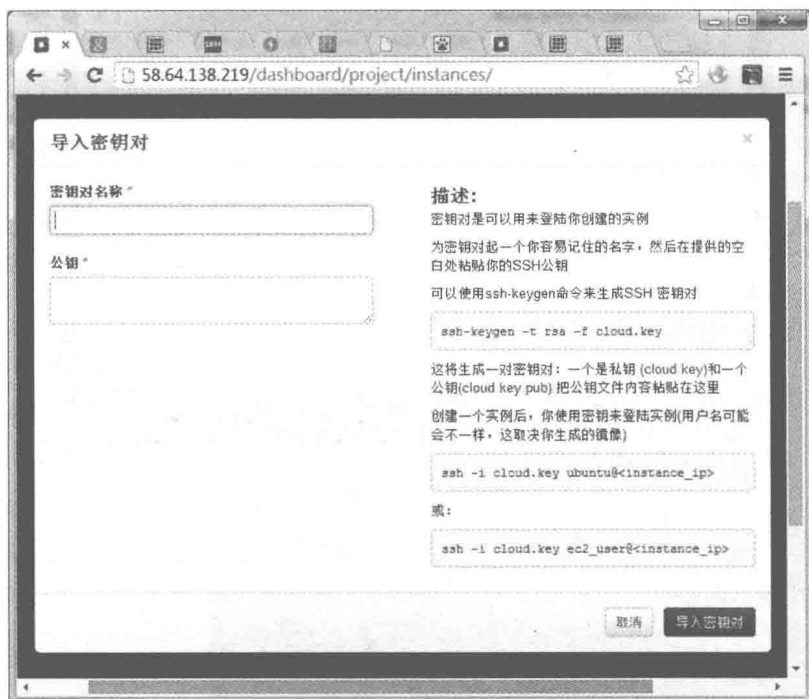 58.64.138.219/dashboard/project/instances/
导入密钥对
×
密钥对名称 *
公钥 *
描述：
密钥对是可以用来登陆你创建的实例
为密钥对起一个你容易记住的名字，然后在提供的空
白处粘贴你的SSH公钥
可以使用ssh-keygen命令来生成SSH 密钥对
ssh-keygen -t rsa -f cloud.key
这将生成一对密钥对：一个是私钥 (cloud key)和一个
公钥(cloud key pub) 把公钥文件内容粘贴在这里
创建一个实例后，你使用密钥来登陆实例(用户名可能
会不一样，这取决你生成的镜像)
ssh -i cloud.key ubuntu@<instance_ip>
或：
ssh -i cloud.key ec2_user@<instance_ip>
取消
导入密钥对